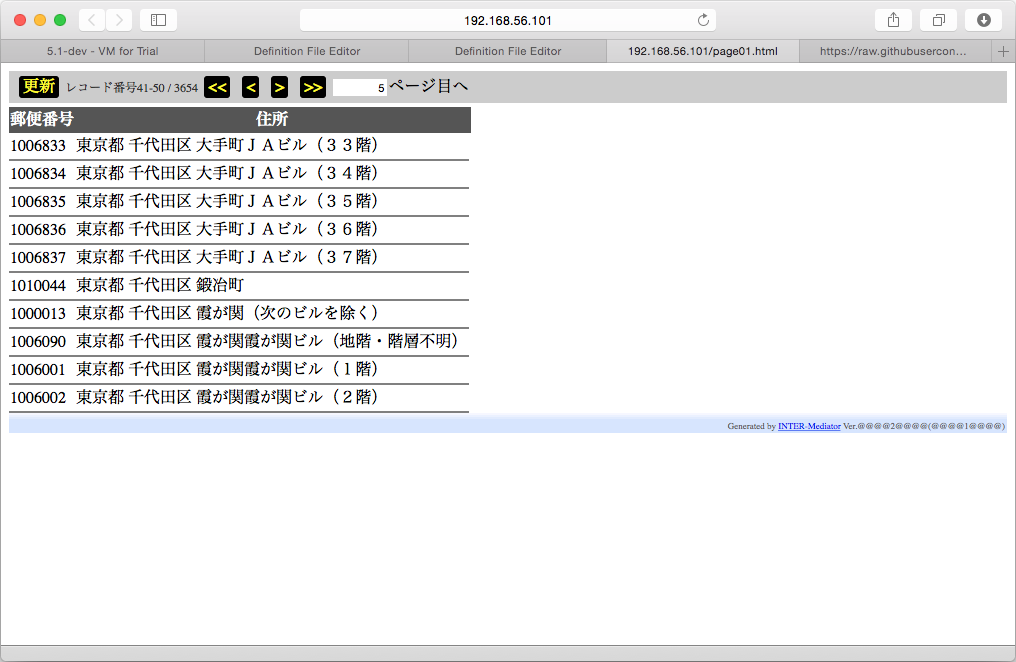 192.168.56.101
5.1-dev - VM for Trial
Definition File Editor
Definition File Editor
192.168.56.101/page01.html
https://raw.githubusercon…
更新 レコード番号41-50 / 3654 << < > >> 5 ページ目へ
郵便番号 住所
1006833 東京都 千代田区 大手町ＪＡビル（３３階）
1006834 東京都 千代田区 大手町ＪＡビル（３４階）
1006835 東京都 千代田区 大手町ＪＡビル（３５階）
1006836 東京都 千代田区 大手町ＪＡビル（３６階）
1006837 東京都 千代田区 大手町ＪＡビル（３７階）
1010044 東京都 千代田区 鍛冶町
1000013 東京都 千代田区 霞が関（次のビルを除く）
1006090 東京都 千代田区 霞が関霞が関ビル（地階・階層不明）
1006001 東京都 千代田区 霞が関霞が関ビル（１階）
1006002 東京都 千代田区 霞が関霞が関ビル（２階）
Generated by INTER-Mediator Ver.@@@@2@@@@(@@@@1@@@@)